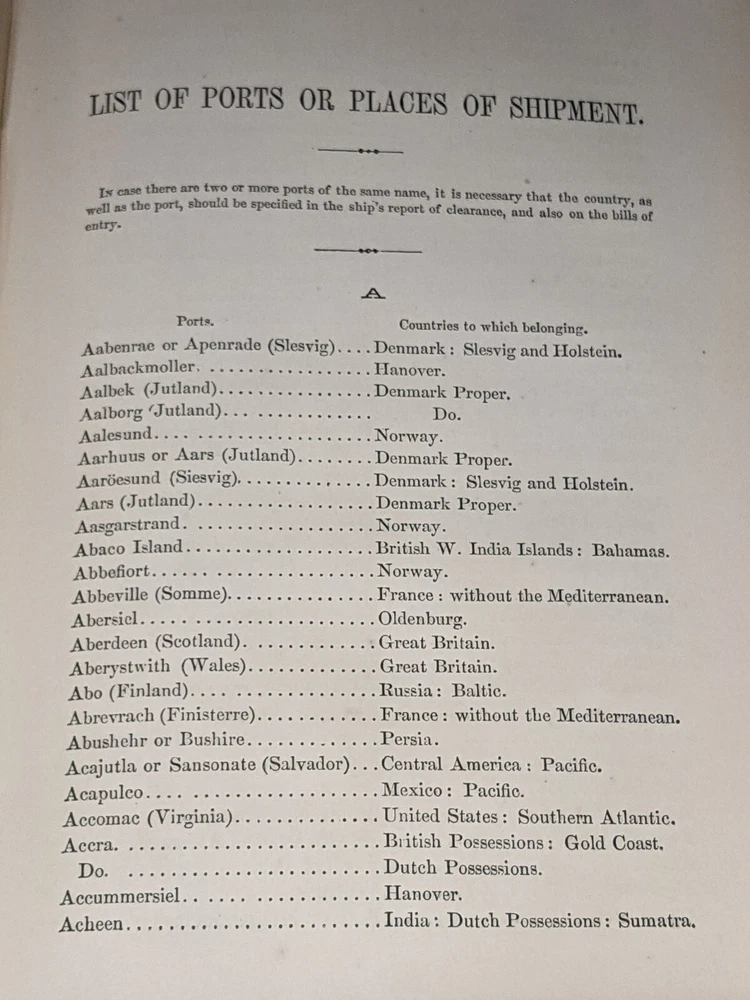 LIST OF PORTS OR PLACES OF SHIPMENT.
In case there are two or more ports of the same name, it is necessary that the country, as
well as the port, should be specified in the ship's report of clearance, and also on the bills of
entry.
A
Ports. Countries to which belonging.
Aabenrae or Apenrade (Slesvig)....Denmark: Slesvig and Holstein.
Aalbackmoller. ................Hanover.
Aalbek (Jutland)................Denmark Proper.
Aalborg (Jutland)... ............. Do.
Aalesund.... ....................Norway.
Aarhuus or Aars (Jutland)........Denmark Proper.
Aaröesund (Siesvig).............Denmark: Slesvig and Holstein.
Aars (Jutland)..................Denmark Proper.
Aasgarstrand. ..................Norway.
Abaco Island...................British W. India Islands: Bahamas.
Abbefiort.......................Norway.
Abbeville (Somme)...............France: without the Mediterranean.
Abersiel........................Oldenburg.
Aberdeen (Scotland). ............Great Britain.
Aberystwith (Wales).............Great Britain.
Abo (Finland).... ..............Russia: Baltic.
Abrevrach (Finisterre)............France: without the Mediterranean.
Abushehr or Bushire.............Persia.
Acajutla or Sansonate (Salvador)...Central America: Pacific.
Acapulco.... ...................Mexico: Pacific.
Accomac (Virginia)..............United States: Southern Atlantic.
Accra. .........................British Possessions: Gold Coast.
Do. .........................Dutch Possessions.
Accummersiel.. .................Hanover.
Acheen..........................India: Dutch Possessions: Sumatra.